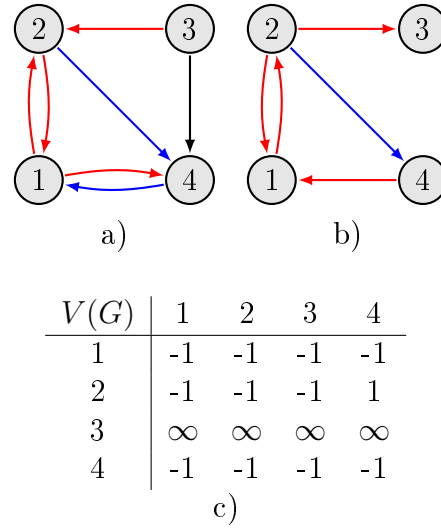 2 3 2 3
1 4 1 4
a) b)
V(G) 1 2 3 4
1 -1 -1 -1 -1
2 -1 -1 -1 1
3 ∞ ∞ ∞ ∞
4 -1 -1 -1 -1
c)